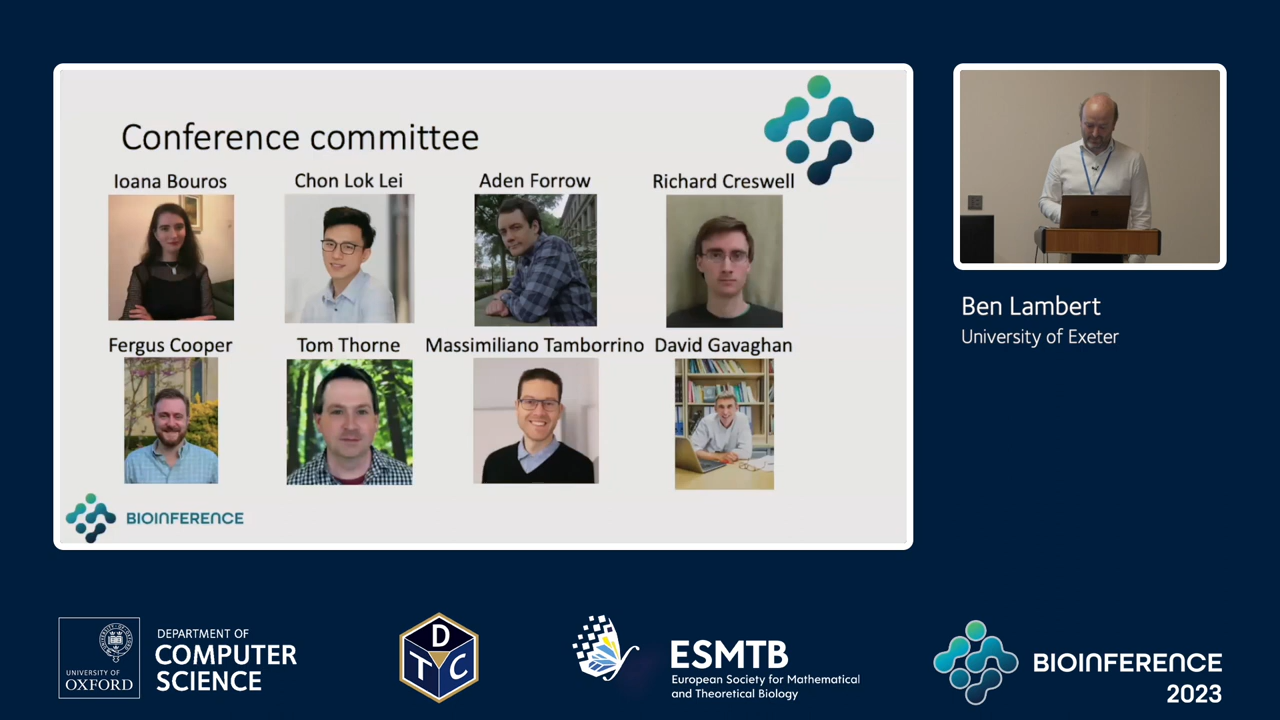 Conference committee
Ioana Bouros
Chon Lok Lei
Aden Forrow
Richard Creswell
Fergus Cooper
Tom Thorne
Massimiliano Tamborrino
David Gavaghan
BIOINFERENCE
Ben Lambert
University of Exeter
UNIVERSITY OF
OXFORD
DEPARTMENT OF
COMPUTER
SCIENCE
D
T C
ESMTB
European Society for Mathematical
and Theoretical Biology
BIOINFERENCE
2023